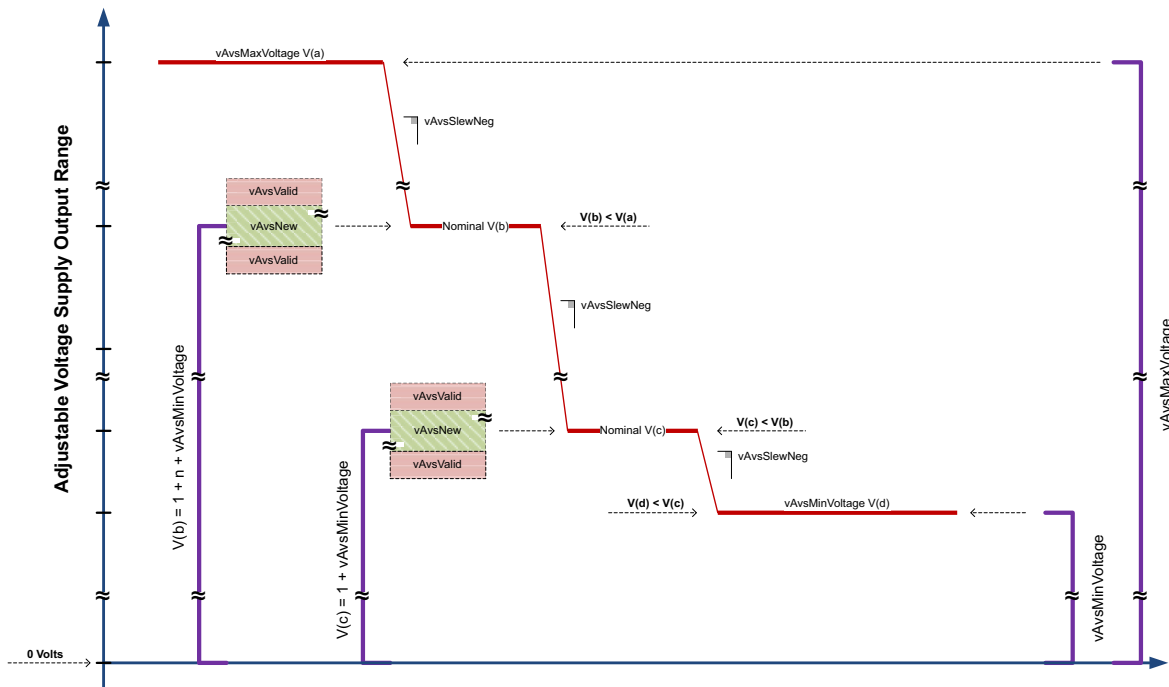 Adjustable Voltage Supply Output Range
vAvsMaxVoltage V(a)
vAvsSlewNeg
vAvsValid
vAvsNew
vAvsValid
Nominal V(b)
V(b) < V(a)
vAvsSlewNeg
V(b) = 1 + n + vAvsMinVoltage
vAvsValid
vAvsNew
vAvsValid
Nominal V(c)
V(c) < V(b)
vAvsSlewNeg
V(c) = 1 + vAvsMinVoltage
V(d) < V(c)
vAvsMinVoltage V(d)
vAvsMinVoltage
vAvsMaxVoltage
0 Volts